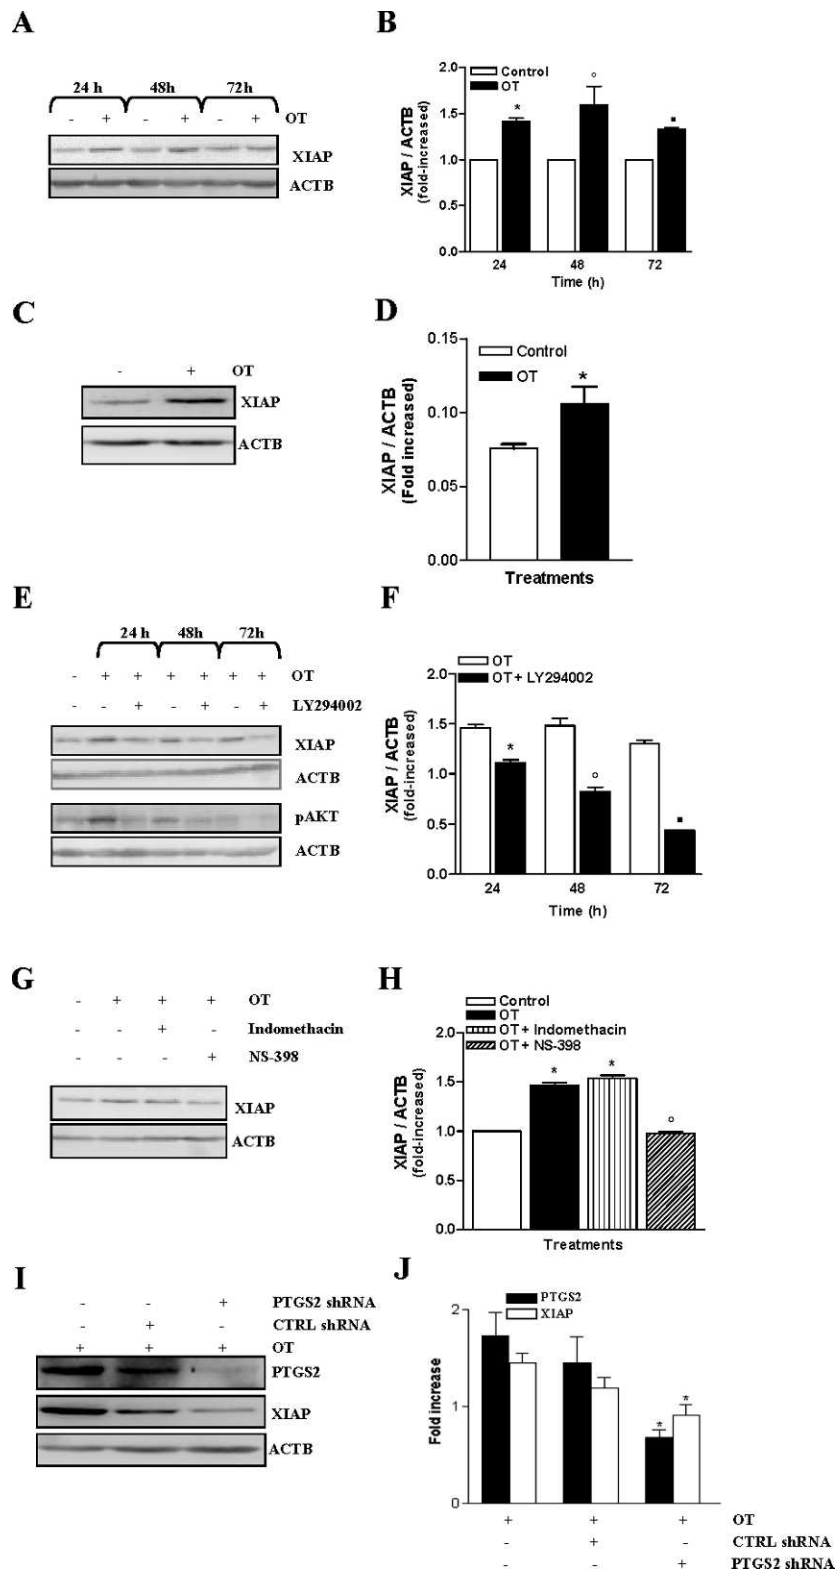 A
24 h 48h 72h
- + - + - + OT
XIAP
ACTB
B
Control
OT
XIAP / ACTB
(fold-increased)
2.0
1.5
1.0
0.5
0.0
* ° ▪
24 48 72
Time (h)
C
- + OT
XIAP
ACTB
D
Control
OT
XIAP / ACTB
(Fold increased)
0.15
0.10
0.05
0.00
*
Treatments
E
24 h 48h 72h
- + + + + + + OT
- - + - + - + LY294002
XIAP
ACTB
pAKT
ACTB
F
OT
OT + LY294002
XIAP / ACTB
(fold-increased)
2.0
1.5
1.0
0.5
0.0
* ° ▪
24 48 72
Time (h)
G
- + + + OT
- - + - Indomethacin
- - - + NS-398
XIAP
ACTB
H
Control
OT
OT + Indomethacin
OT + NS-398
XIAP / ACTB
(fold-increased)
2.0
1.5
1.0
0.5
0.0
* * °
Treatments
I
- - + PTGS2 shRNA
- + - CTRL shRNA
+ + + OT
PTGS2
XIAP
ACTB
J
PTGS2
XIAP
Fold increase
2
1
0
* *
+ + + OT
- + - CTRL shRNA
- - + PTGS2 shRNA